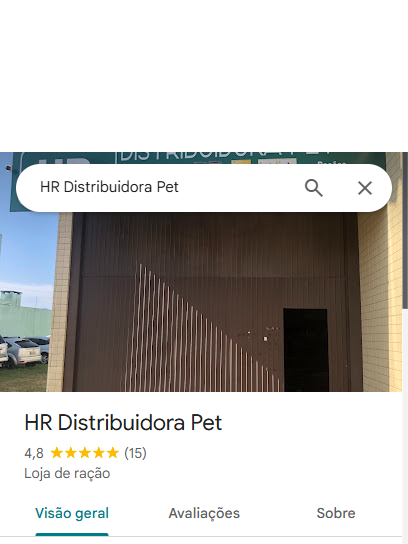 HR DISTRIBUIDORA PET
HR Distribuidora Pet
HR Distribuidora Pet
4,8 (15)
Loja de ração
Visão geral Avaliações Sobre